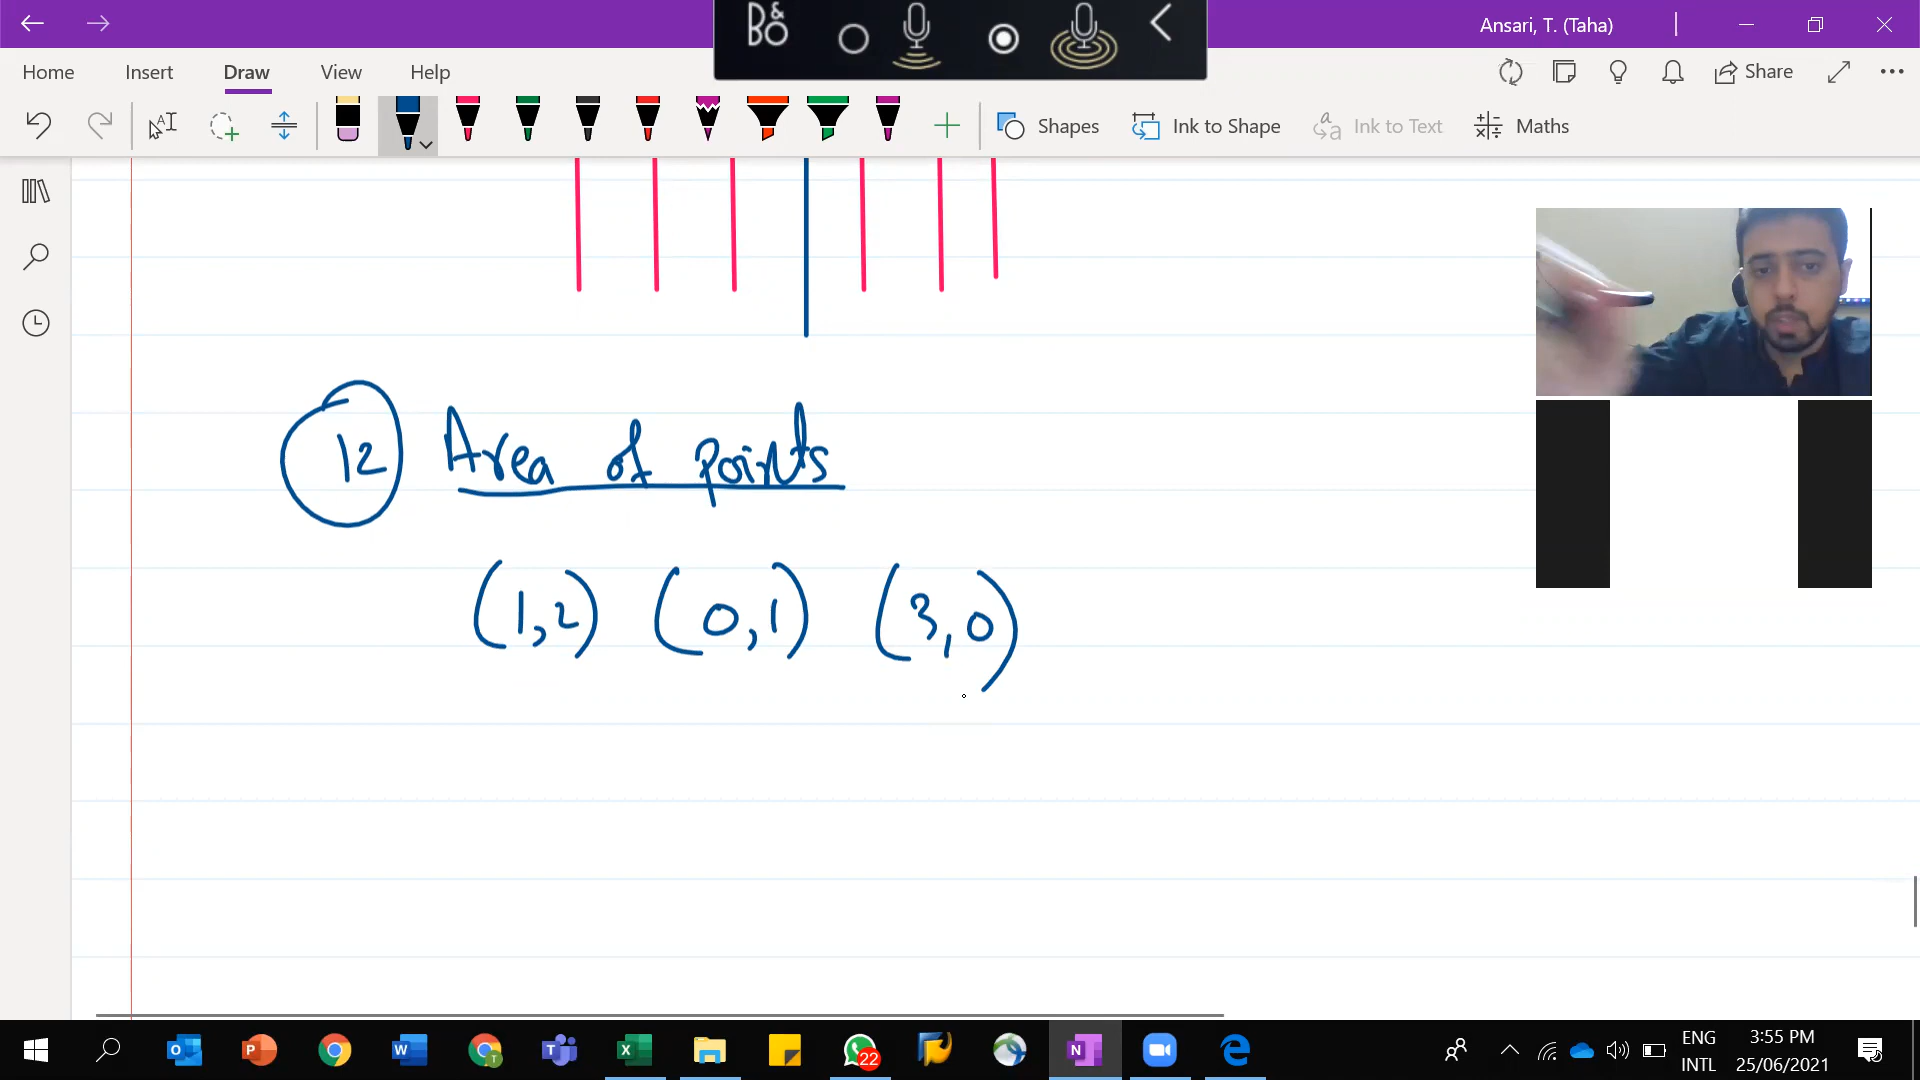 B&O
Ansari, T. (Taha)
Home Insert Draw View Help
Share
Shapes Ink to Shape Ink to Text Maths
12 Area of points
(1,2) (0,1) (3,0)
22
ENG 3:55 PM
INTL 25/06/2021